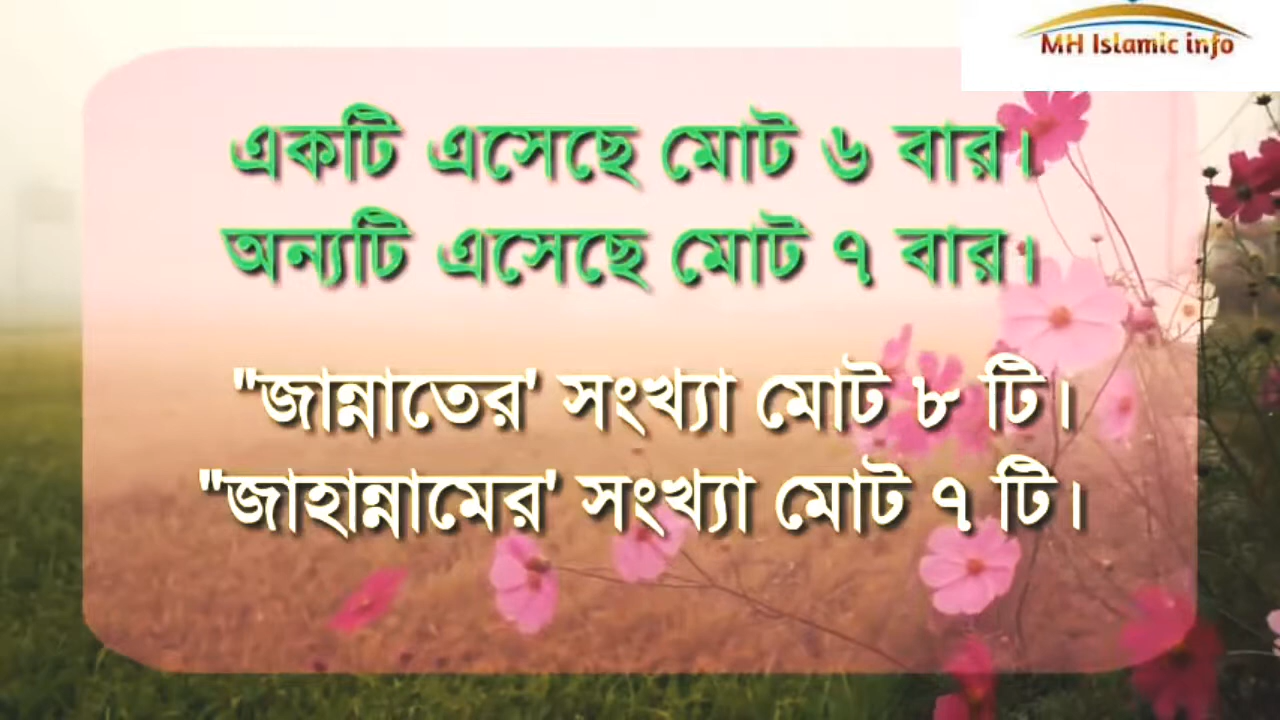 MH Islamic info
একটি এসেছে মোট ৬ বার।
অন্যটি এসেছে মোট ৭ বার।
"জান্নাতের' সংখ্যা মোট ৮ টি।
"জাহান্নামের' সংখ্যা মোট ৭ টি।